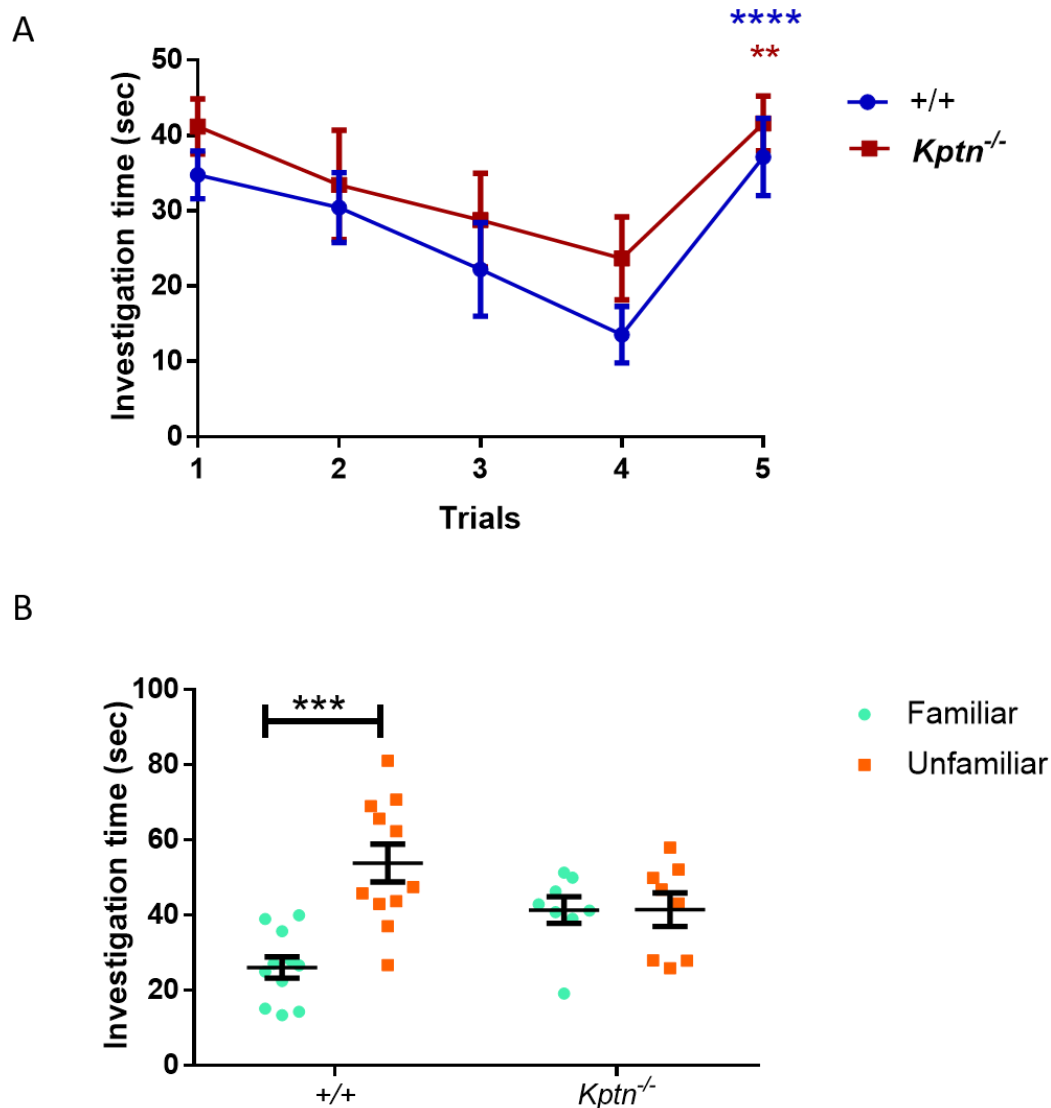 A
****
**
50
40
30
20
10
0
Investigation time (sec)
1 2 3 4 5
Trials
+/+
Kptn-/-
B
100
80
60
40
20
0
Investigation time (sec)
***
Familiar
Unfamiliar
+/+ Kptn-/-